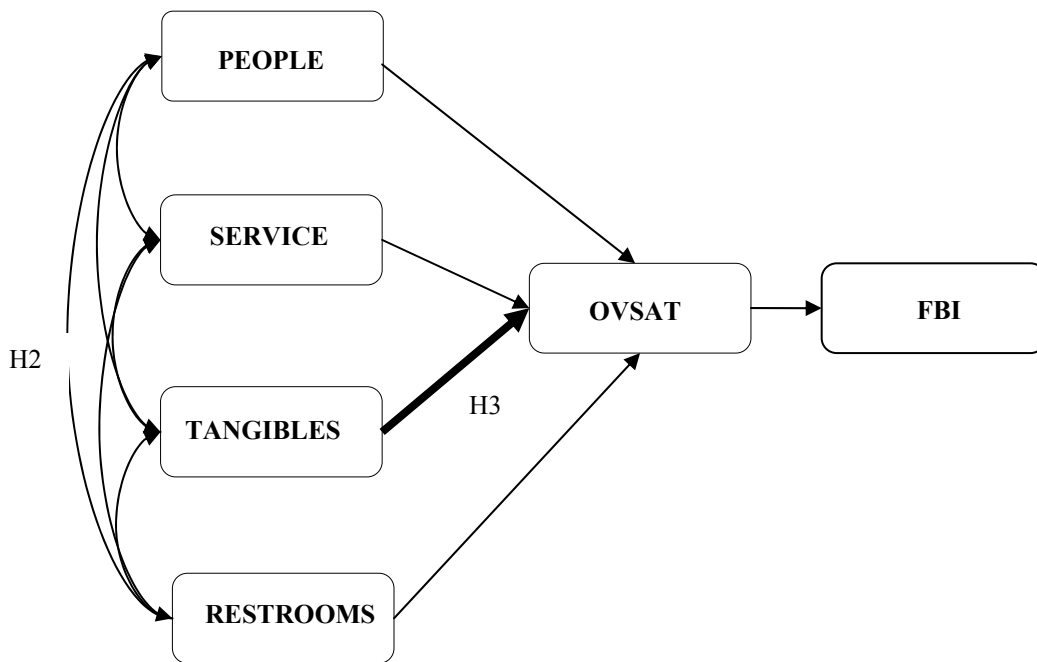 PEOPLE
SERVICE
OVSAT
FBI
H2
H3
TANGIBLES
RESTROOMS